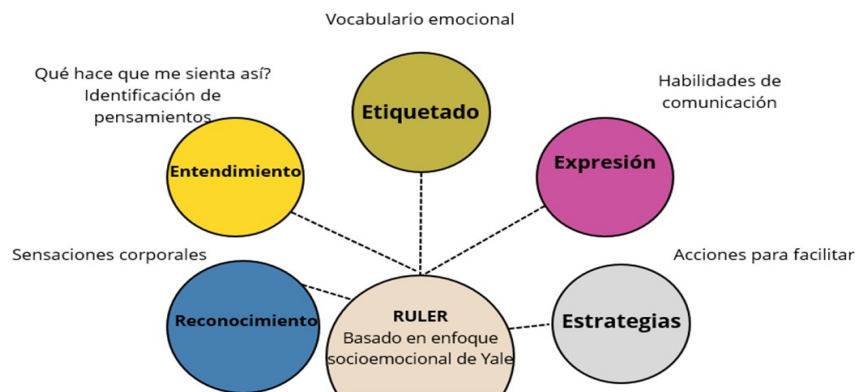 Vocabulario emocional
Qué hace que me sienta así?
Identificación de
pensamientos
Habilidades de
comunicación
Etiquetado
Entendimiento
Expresión
Sensaciones corporales
Acciones para facilitar
Reconocimiento
RULER
Basado en enfoque
socioemocional de Yale
Estrategias